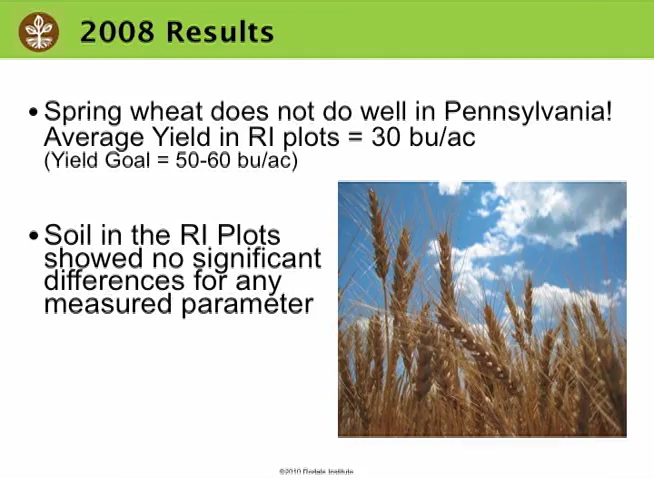 2008 Results
• Spring wheat does not do well in Pennsylvania!
Average Yield in RI plots = 30 bu/ac
(Yield Goal = 50-60 bu/ac)
• Soil in the RI Plots
showed no significant
differences for any
measured parameter
©2010 Rodale Institute